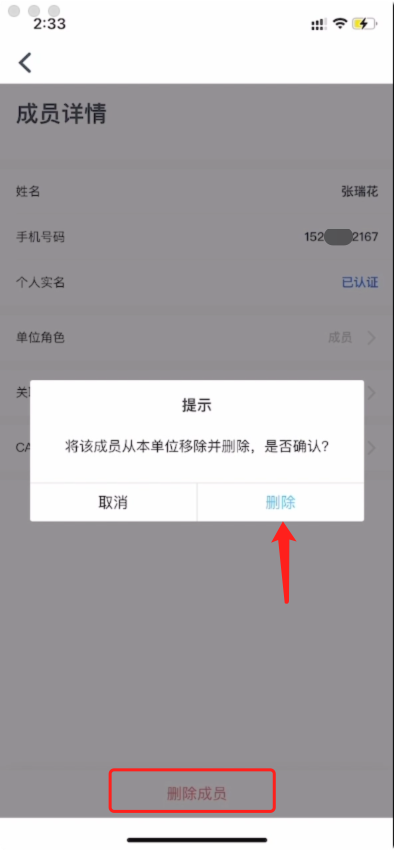 2:33
成员详情
姓名 张瑞花
手机号码 152 2167
个人实名 已认证
单位角色 成员
关
CA
提示
将该成员从本单位移除并删除，是否确认?
取消 删除
删除成员